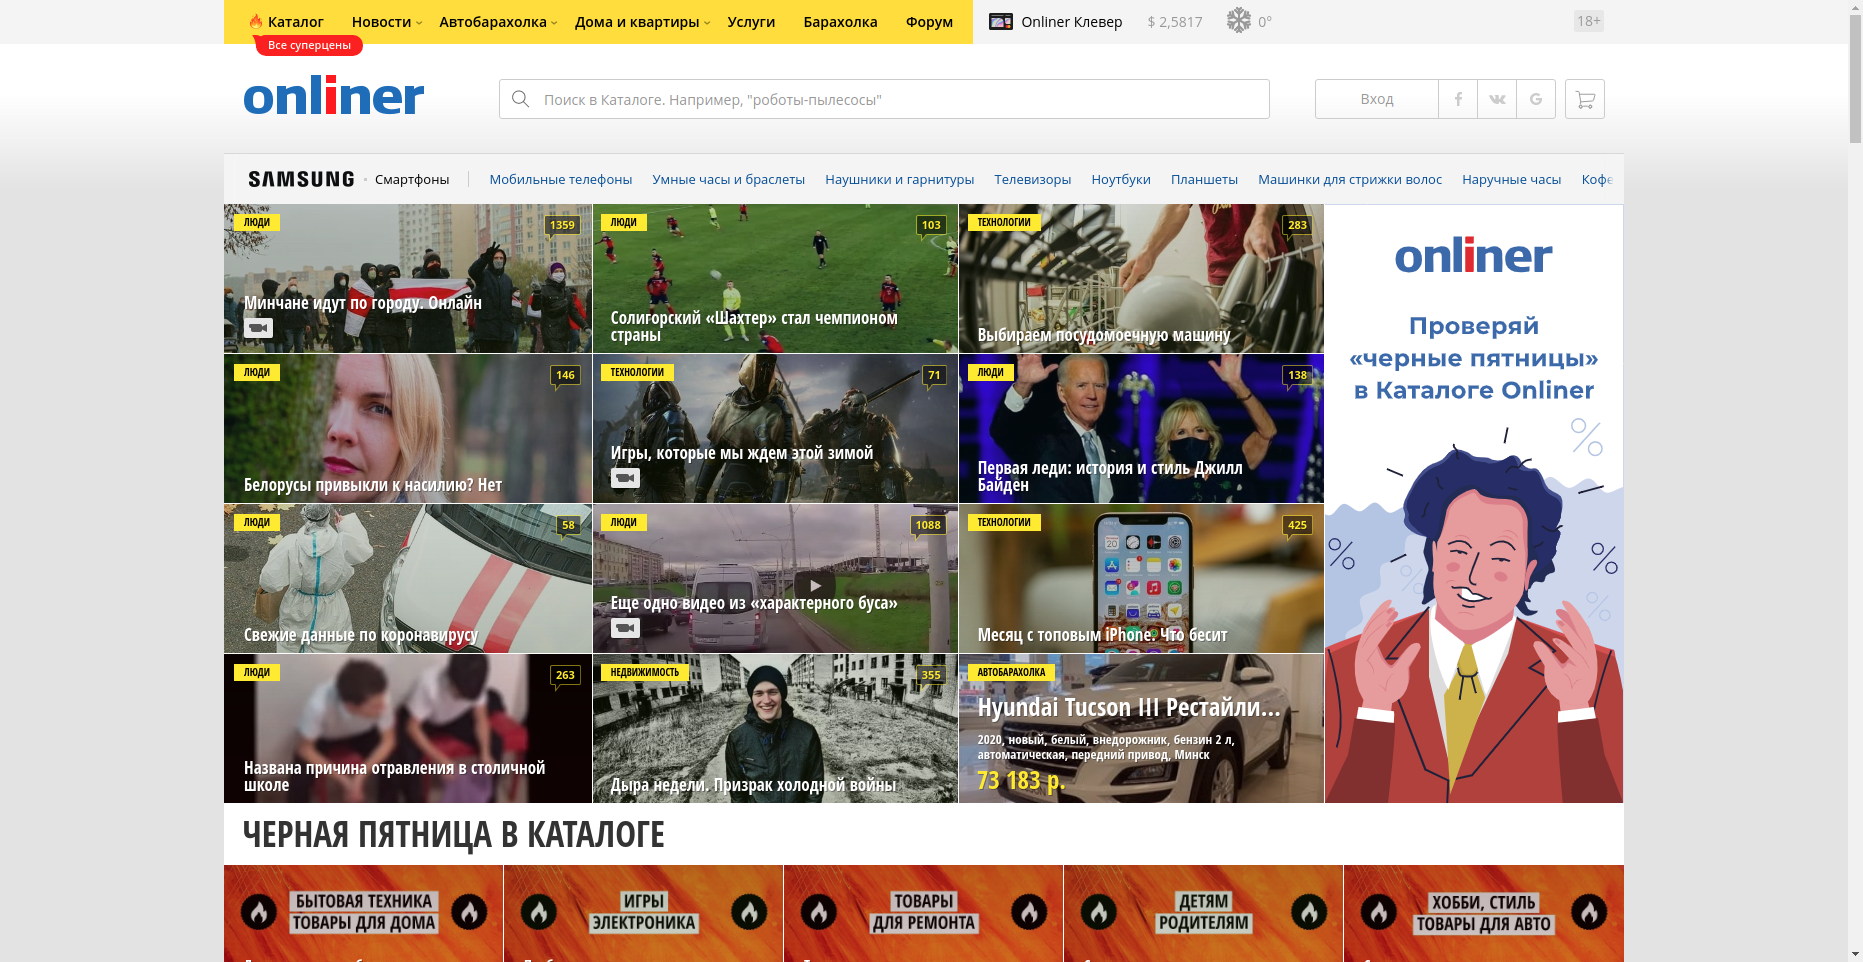 Каталог Новости Автобарахолка Дома и квартиры Услуги Барахолка Форум Onlíner Клевер $ 2,5817 0° 18+
Все суперцены
onliner
Поиск в Каталоге. Например, "роботы-пылесосы"
Вход
SAMSUNG Смартфоны Мобильные телефоны Умные часы и браслеты Наушники и гарнитуры Телевизоры Ноутбуки Планшеты Машинки для стрижки волос Наручные часы Кофе
ЛЮДИ 1359
Минчане идут по городу. Онлайн
ЛЮДИ 103
Солигорский «Шахтер» стал чемпионом
страны
ТЕХНОЛОГИИ 283
Выбираем посудомоечную машину
ЛЮДИ 146
Белорусы привыкли к насилию? Нет
ТЕХНОЛОГИИ 71
Игры, которые мы ждем этой зимой
ЛЮДИ 138
Первая леди: история и стиль Джилл
Байден
ЛЮДИ 58
Свежие данные по коронавирусу
ЛЮДИ 1088
Еще одно видео из «характерного буса»
ТЕХНОЛОГИИ 425
Месяц с топовым iPhone. Что бесит
ЛЮДИ 263
Названа причина отравления в столичной
школе
НЕДВИЖИМОСТЬ 355
Дыра недели. Призрак холодной войны
АВТОБАРАХОЛКА
Hyundai Tucson III Рестайли...
2020, новый, белый, внедорожник, бензин 2 л,
автоматическая, передний привод, Минск
73 183 р.
onliner
Проверяй
«черные пятницы»
в Каталоге Onliner
ЧЕРНАЯ ПЯТНИЦА В КАТАЛОГЕ
БЫТОВАЯ ТЕХНИКА
ТОВАРЫ ДЛЯ ДОМА
ИГРЫ
ЭЛЕКТРОНИКА
ТОВАРЫ
ДЛЯ РЕМОНТА
ДЕТЯМ
РОДИТЕЛЯМ
ХОББИ, СТИЛЬ
ТОВАРЫ ДЛЯ АВТО